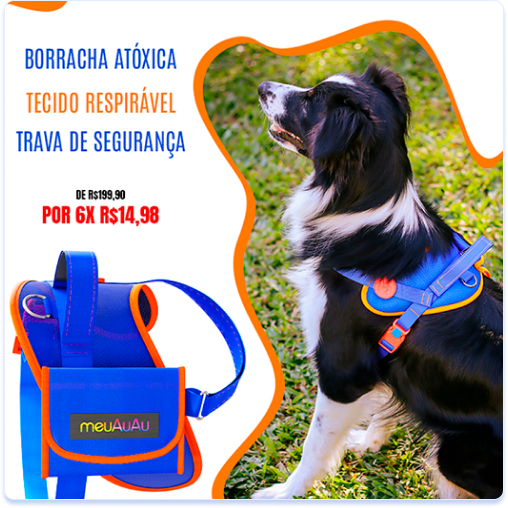 BORRACHA ATÓXICA
TECIDO RESPIRÁVEL
TRAVA DE SEGURANÇA
DE R$199,90
POR 6X R$14,98
meuAuAu